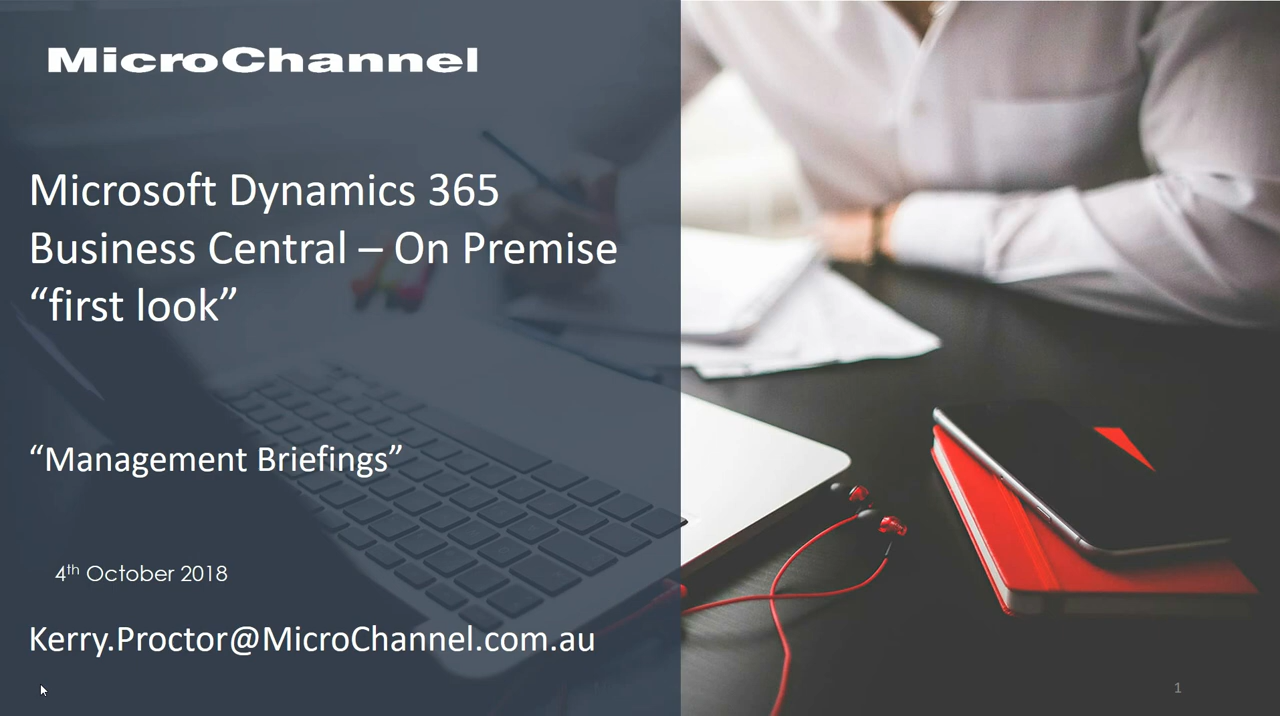 MicroChannel
Microsoft Dynamics 365
Business Central – On Premise
“first look”
“Management Briefings”
4th October 2018
Kerry.Proctor@MicroChannel.com.au
1